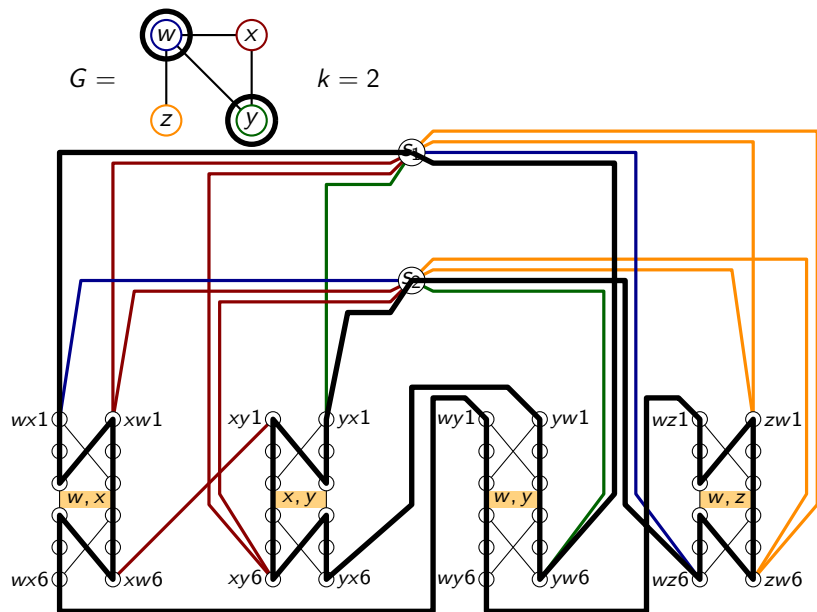 w x
G = k = 2
z y
s1
s2
wx1 xw1 xy1 yx1 wy1 yw1 wz1 zw1
w, x x, y w, y w, z
wx6 xw6 xy6 yx6 wy6 yw6 wz6 zw6